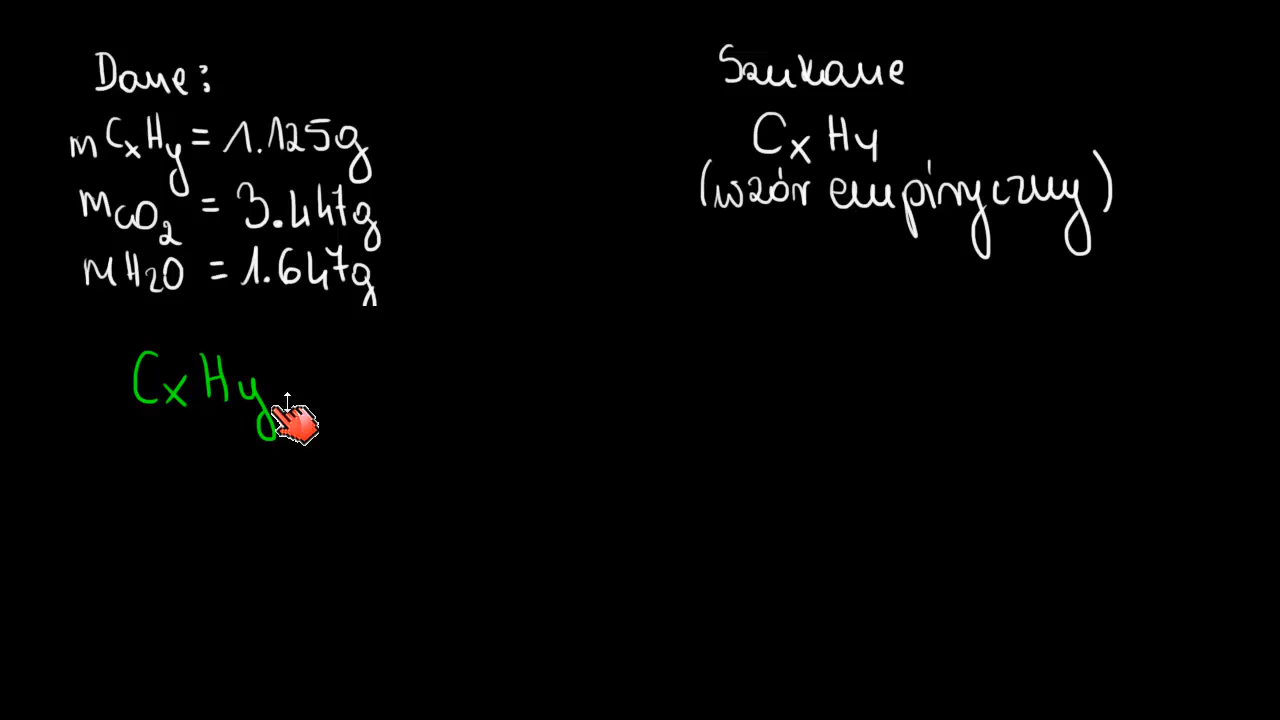 Dane:
mCxHy = 1.125g
mCO2 = 3.447g
mH2O = 1.647g
Szukane
CxHy
(wzór empiryczny)
CxHy